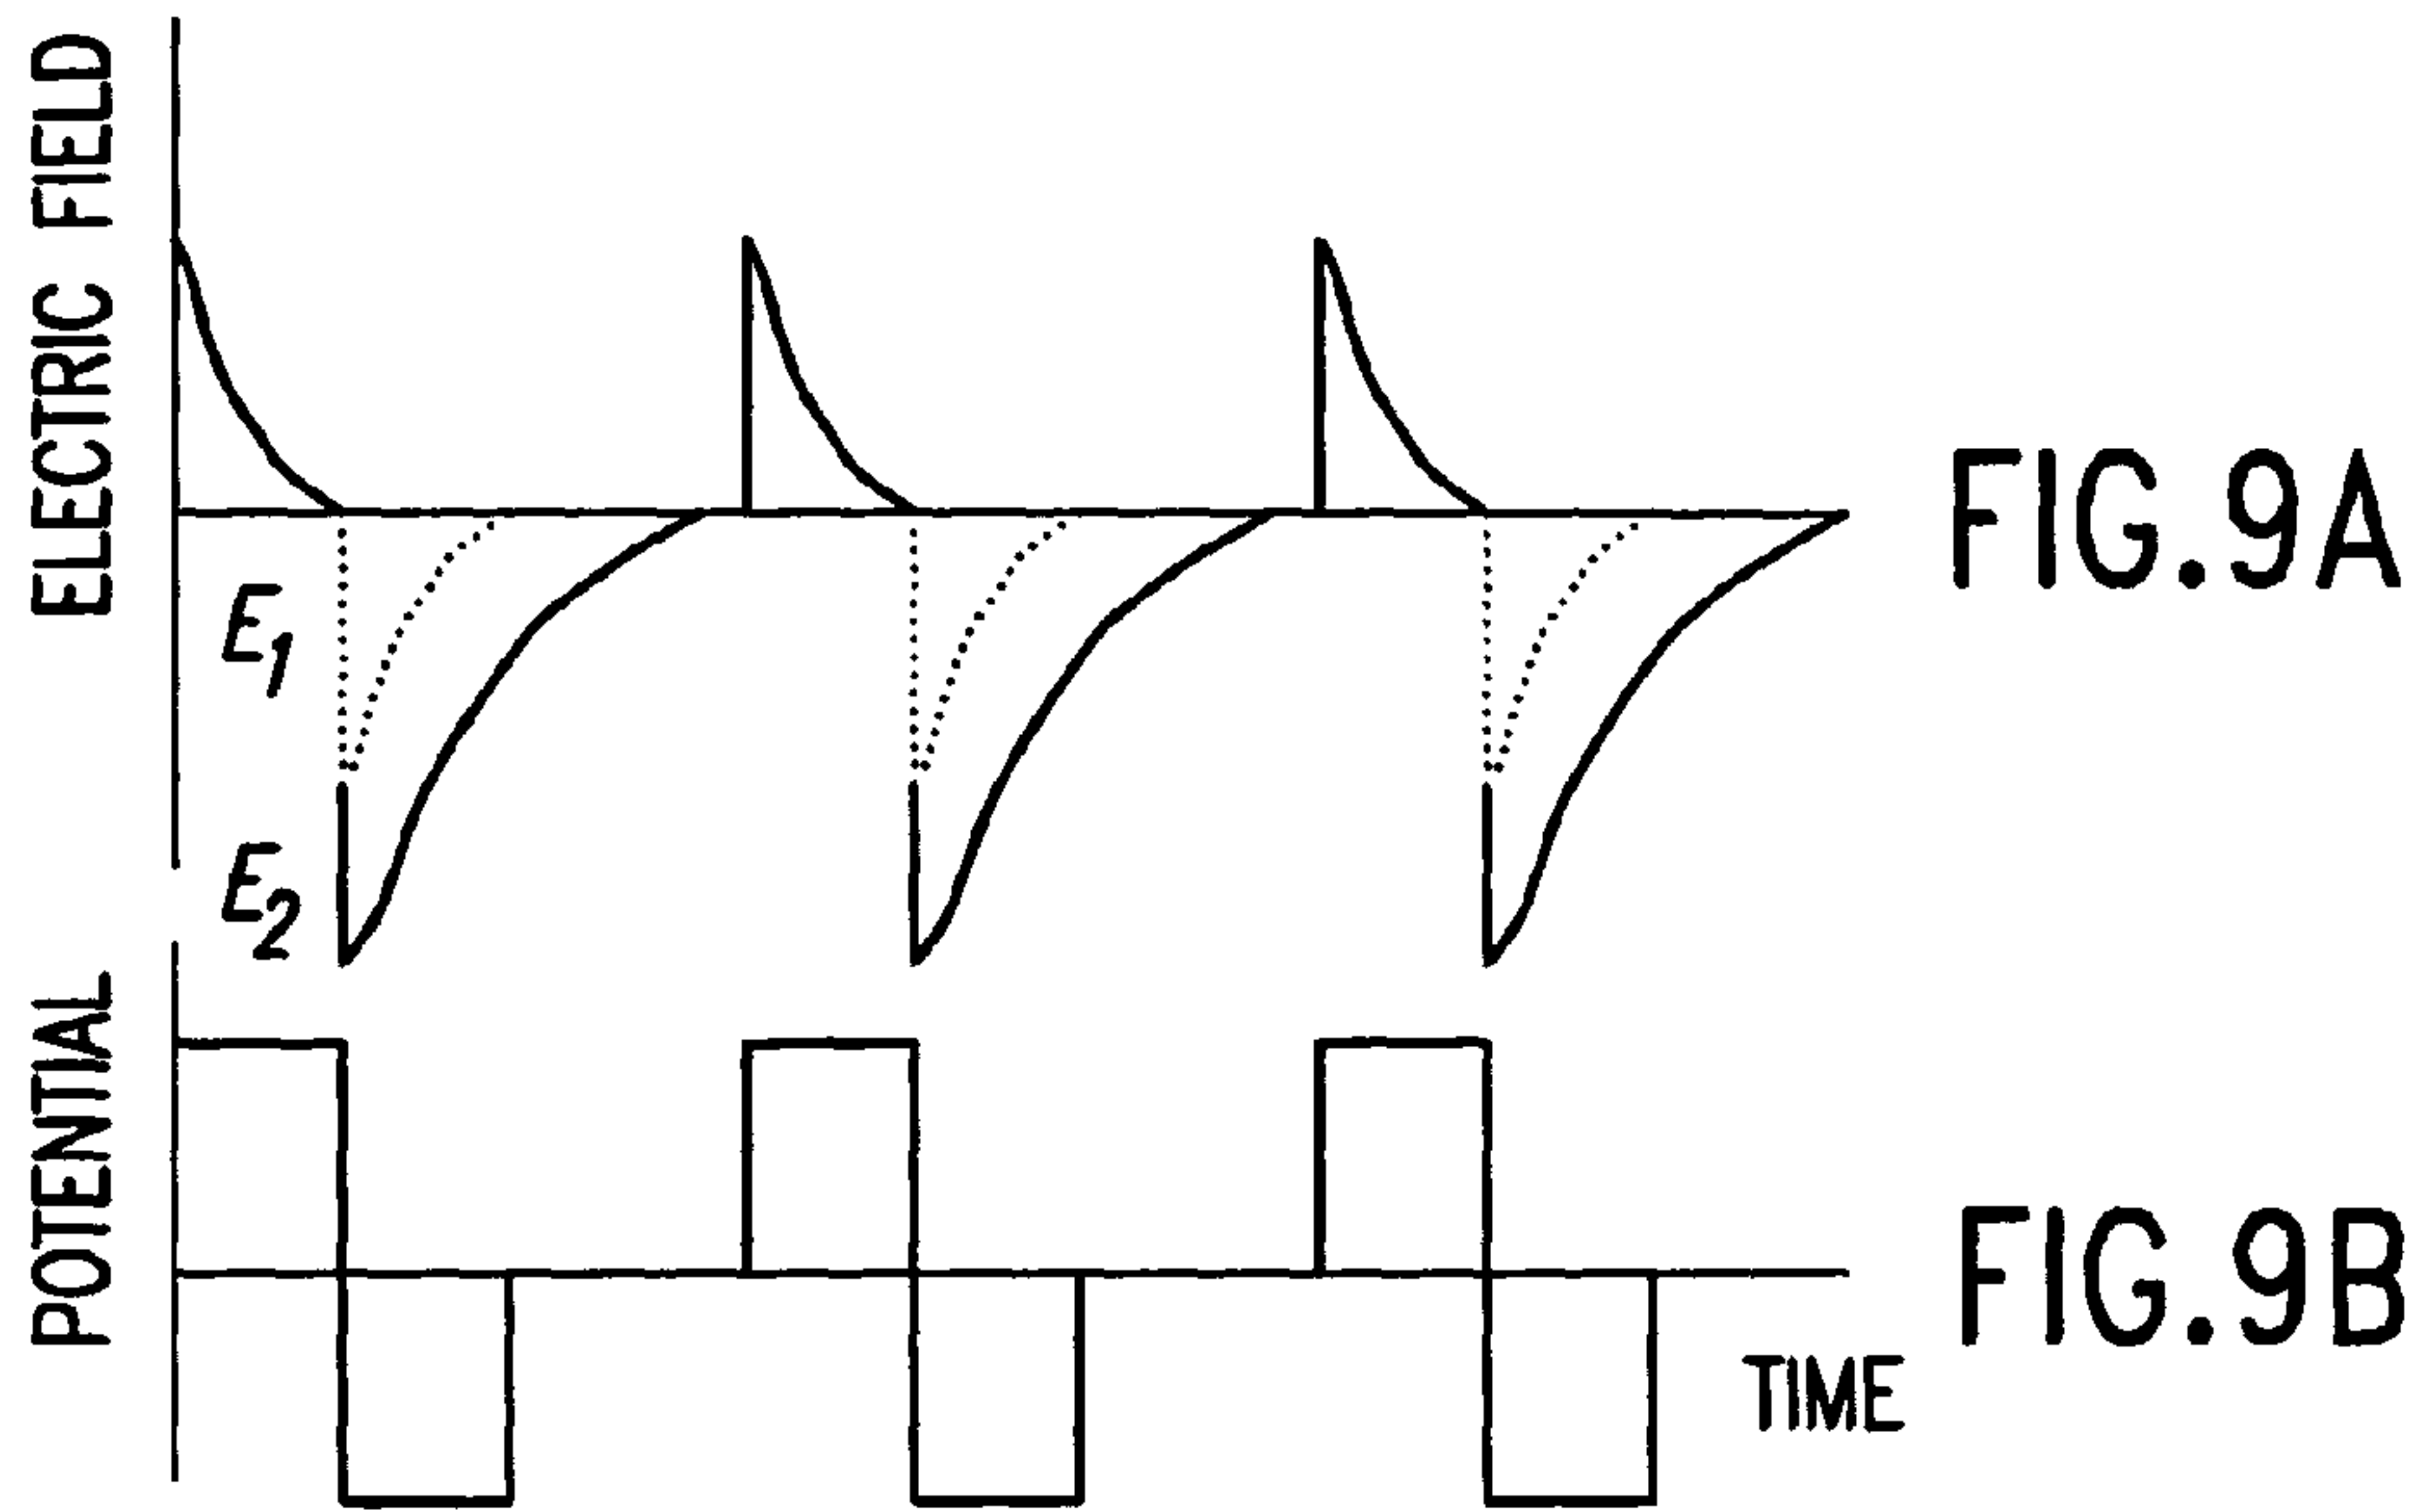 ELECTRIC FIELD
E1
E2
FIG.9A
POTENTIAL
FIG.9B
TIME